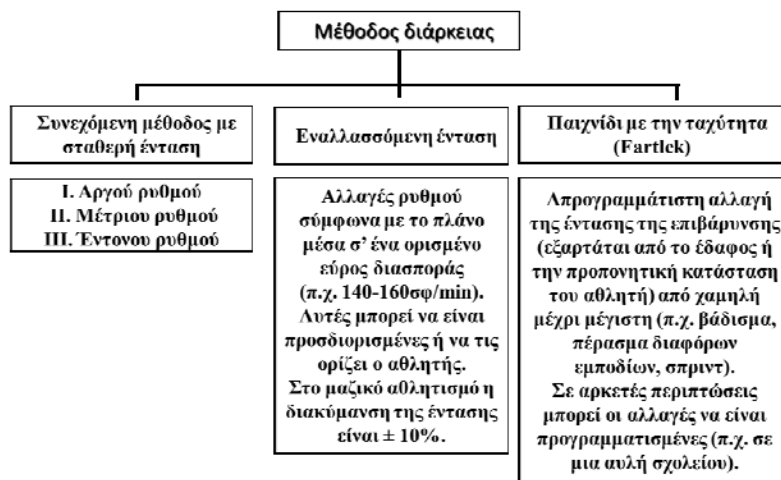 Μέθοδος διάρκειας
Συνεχόμενη μέθοδος με
σταθερή ένταση
Ι. Αργού ρυθμού
ΙΙ. Μέτριου ρυθμού
ΙΙΙ. Έντονου ρυθμού
Εναλλασσόμενη ένταση
Αλλαγές ρυθμού
σύμφωνα με το πλάνο
μέσα σ’ ένα ορισμένο
εύρος διασποράς
(π.χ. 140-160σφ/min).
Αυτές μπορεί να είναι
προσδιορισμένες ή να τις
ορίζει ο αθλητής.
Στο μαζικό αθλητισμό η
διακύμανση της έντασης
είναι ± 10%.
Παιχνίδι με την ταχύτητα
(Fartlek)
Απρογραμμάτιστη αλλαγή
της έντασης της επιβάρυνσης
(εξαρτάται από το έδαφος ή
την προπονητική κατάσταση
του αθλητή) από χαμηλή
μέχρι μέγιστη (π.χ. βάδισμα,
πέρασμα διαφόρων
εμποδίων, σπριντ).
Σε αρκετές περιπτώσεις
μπορεί οι αλλαγές να είναι
προγραμματισμένες (π.χ. σε
μια αυλή σχολείου).